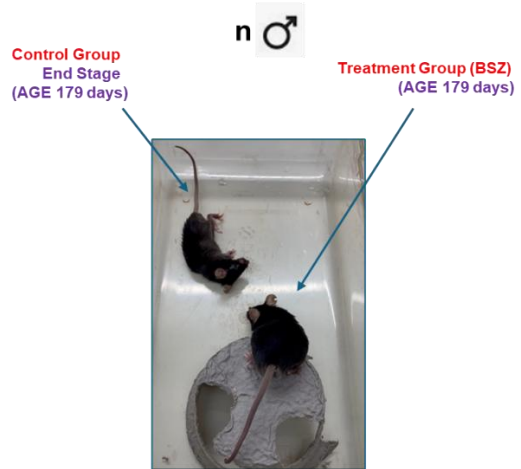 n ♂
Control Group
End Stage
(AGE 179 days)
Treatment Group (BSZ)
(AGE 179 days)